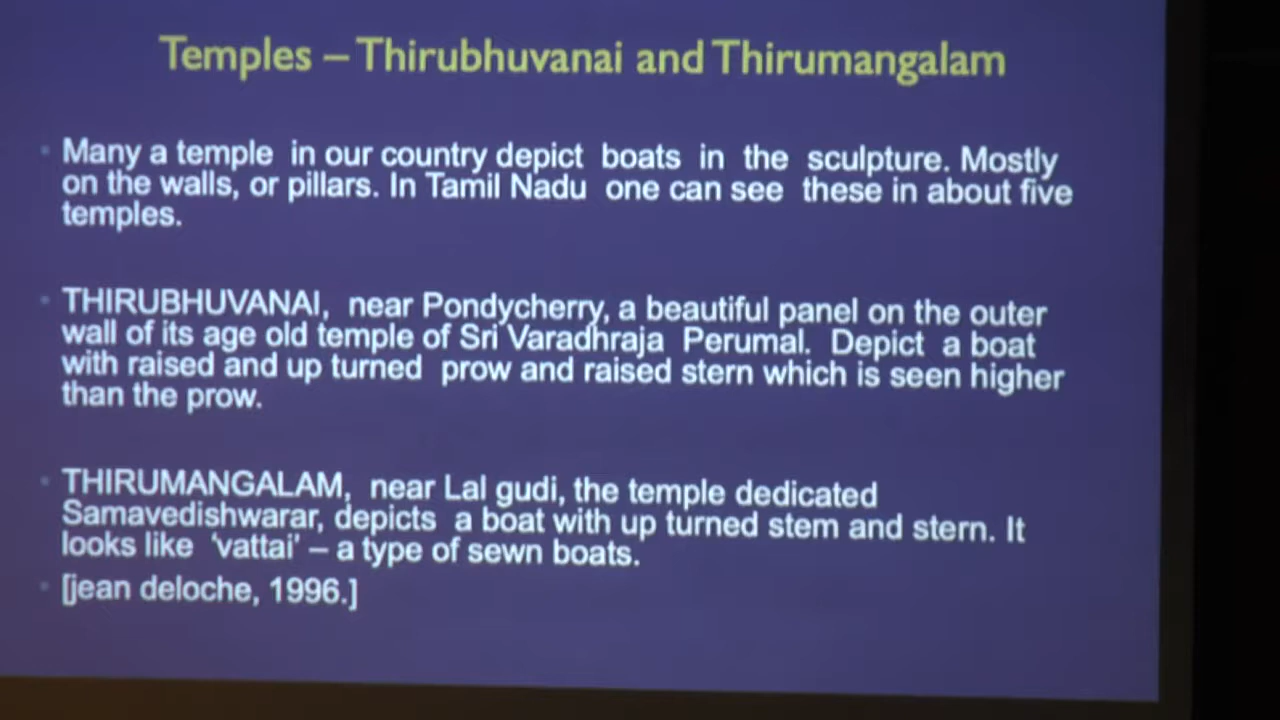 Temples – Thirubhuvanai and Thirumangalam
Many a temple in our country depict boats in the sculpture. Mostly
on the walls, or pillars. In Tamil Nadu one can see these in about five
temples.
THIRUBHUVANAI, near Pondycherry, a beautiful panel on the outer
wall of its age old temple of Sri Varadhraja Perumal. Depict a boat
with raised and up turned prow and raised stern which is seen higher
than the prow.
THIRUMANGALAM, near Lal gudi, the temple dedicated
Samavedishwarar, depicts a boat with up turned stem and stern. It
looks like ‘vattai’ – a type of sewn boats.
[jean deloche, 1996.]